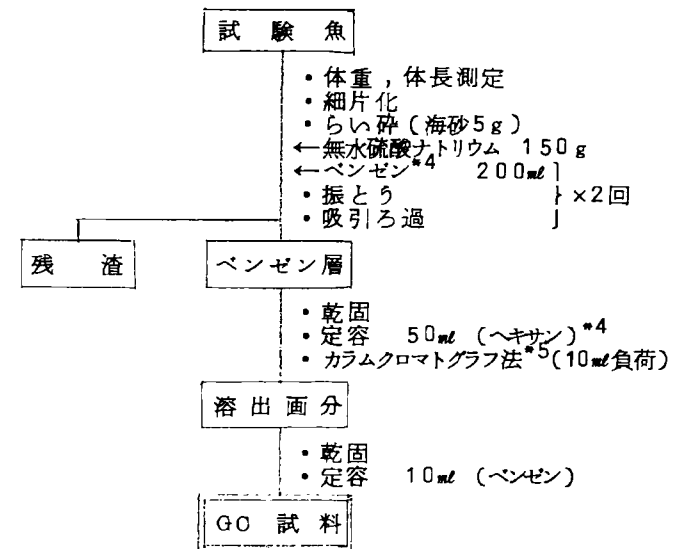 試験魚
・体重,体長測定
・細片化
・らい砕(海砂5g)
←無水硫酸ナトリウム 150g
←ベンゼン*4 200ml
・振とう
×2回
・吸引ろ過
残渣
ベンゼン層
・乾固
・定容 50ml (ヘキサン)*4
・カラムクロマトグラフ法*5(10ml負荷)
溶出画分
・乾固
・定容 10ml (ベンゼン)
GC 試料